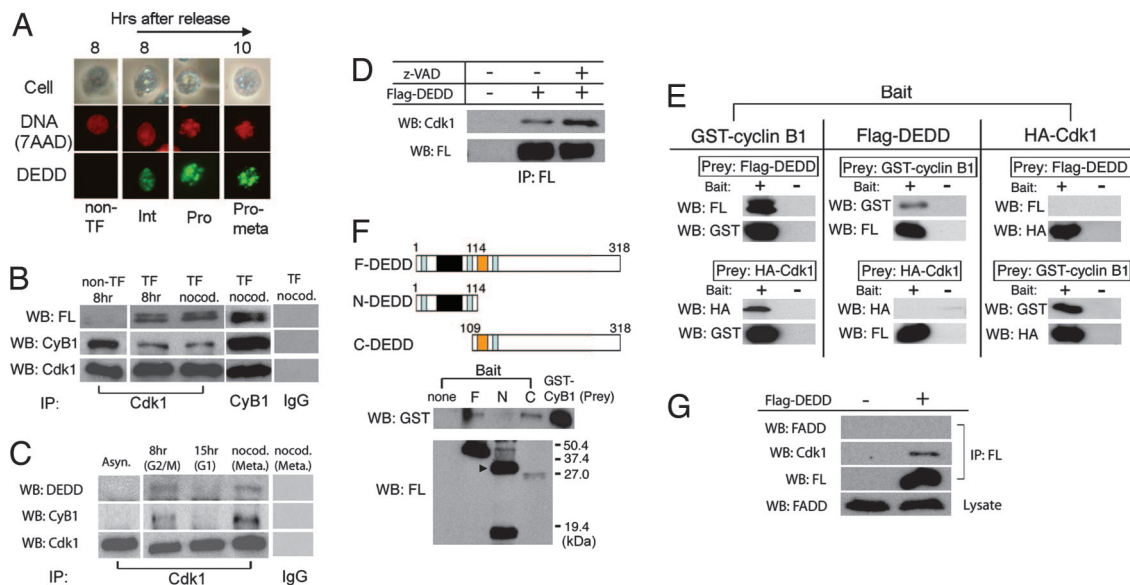 A
Hrs after release
8 8 10
Cell
DNA
(7AAD)
DEDD
non-
TF
Int
Pro
Pro-
meta
B
non-TF
8hr
TF
8hr
TF
nocod.
TF
nocod.
TF
nocod.
WB: FL
WB: CyB1
WB: Cdk1
IP:
Cdk1
CyB1
IgG
C
Asyn.
8hr
(G2/M)
15hr
(G1)
nocod.
(Meta.)
nocod.
(Meta.)
WB: DEDD
WB: CyB1
WB: Cdk1
IP:
Cdk1
IgG
D
z-VAD - - +
Flag-DEDD - + +
WB: Cdk1
WB: FL
IP: FL
E
Bait
GST-cyclin B1
Prey: Flag-DEDD
Bait: + -
WB: FL
WB: GST
Prey: HA-Cdk1
Bait: + -
WB: HA
WB: GST
Flag-DEDD
Prey: GST-cyclin B1
Bait: + -
WB: GST
WB: FL
Prey: HA-Cdk1
Bait: + -
WB: HA
WB: FL
HA-Cdk1
Prey: Flag-DEDD
Bait: + -
WB: FL
WB: HA
Prey: GST-cyclin B1
Bait: + -
WB: GST
WB: HA
F
1 114 318
F-DEDD
1 114
N-DEDD
109 318
C-DEDD
Bait
none F N C
GST-
CyB1 (Prey)
WB: GST
WB: FL
50.4
37.4
27.0
19.4
(kDa)
G
Flag-DEDD - +
WB: FADD
WB: Cdk1
WB: FL
IP: FL
WB: FADD
Lysate